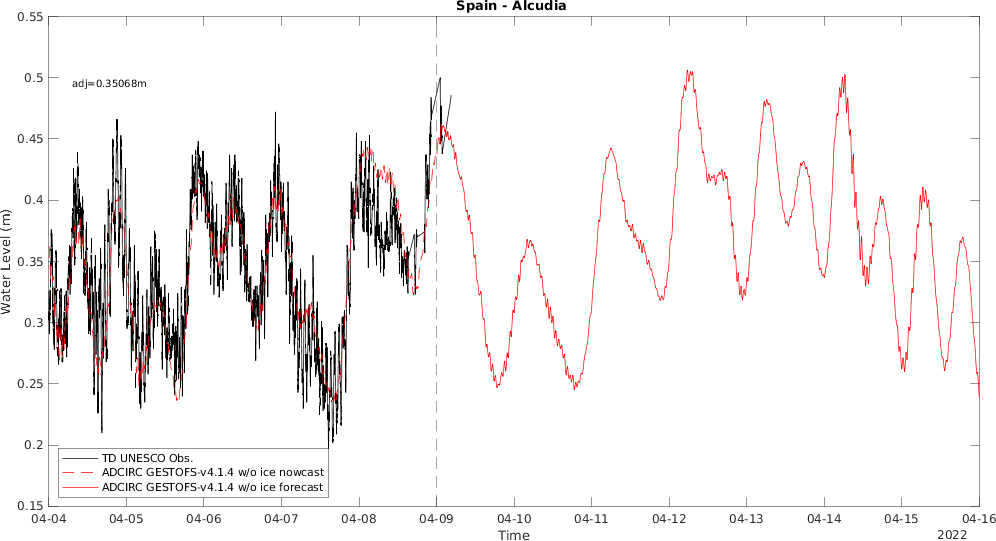 Spain - Alcudia
0.55
0.5
0.45
0.4
0.35
0.3
0.25
0.2
0.15
Water Level (m)
adj=0.35068m
TD UNESCO Obs.
ADCIRC GESTOFS-v4.1.4 w/o ice nowcast
ADCIRC GESTOFS-v4.1.4 w/o ice forecast
04-04 04-05 04-06 04-07 04-08 04-09 04-10 04-11 04-12 04-13 04-14 04-15 04-16
Time
2022